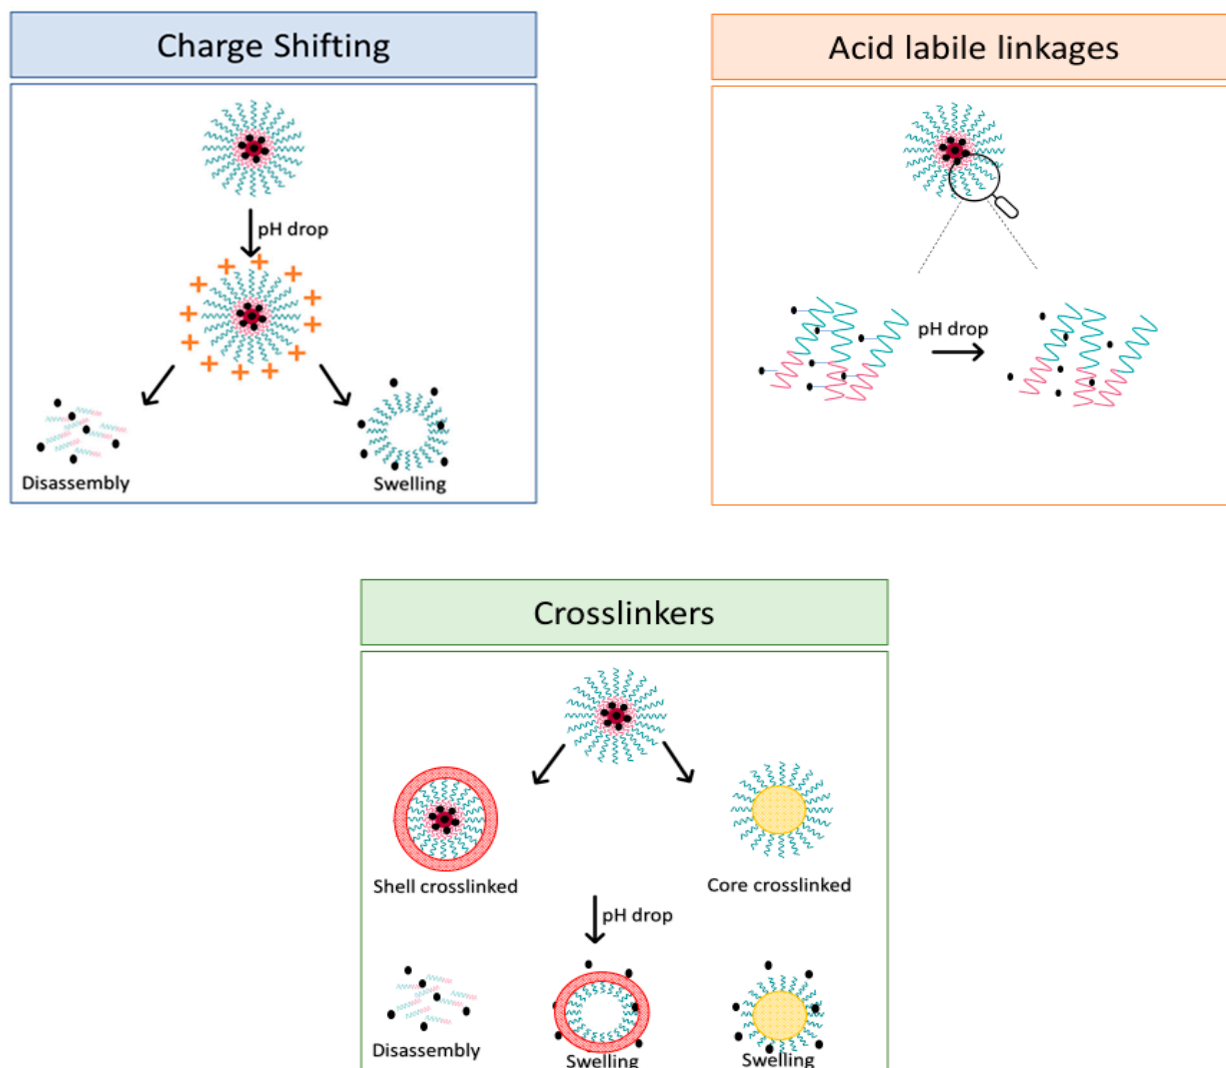 Charge Shifting
pH drop
Disassembly
Swelling
Acid labile linkages
pH drop
Crosslinkers
Shell crosslinked
Core crosslinked
pH drop
Disassembly
Swelling
Swelling